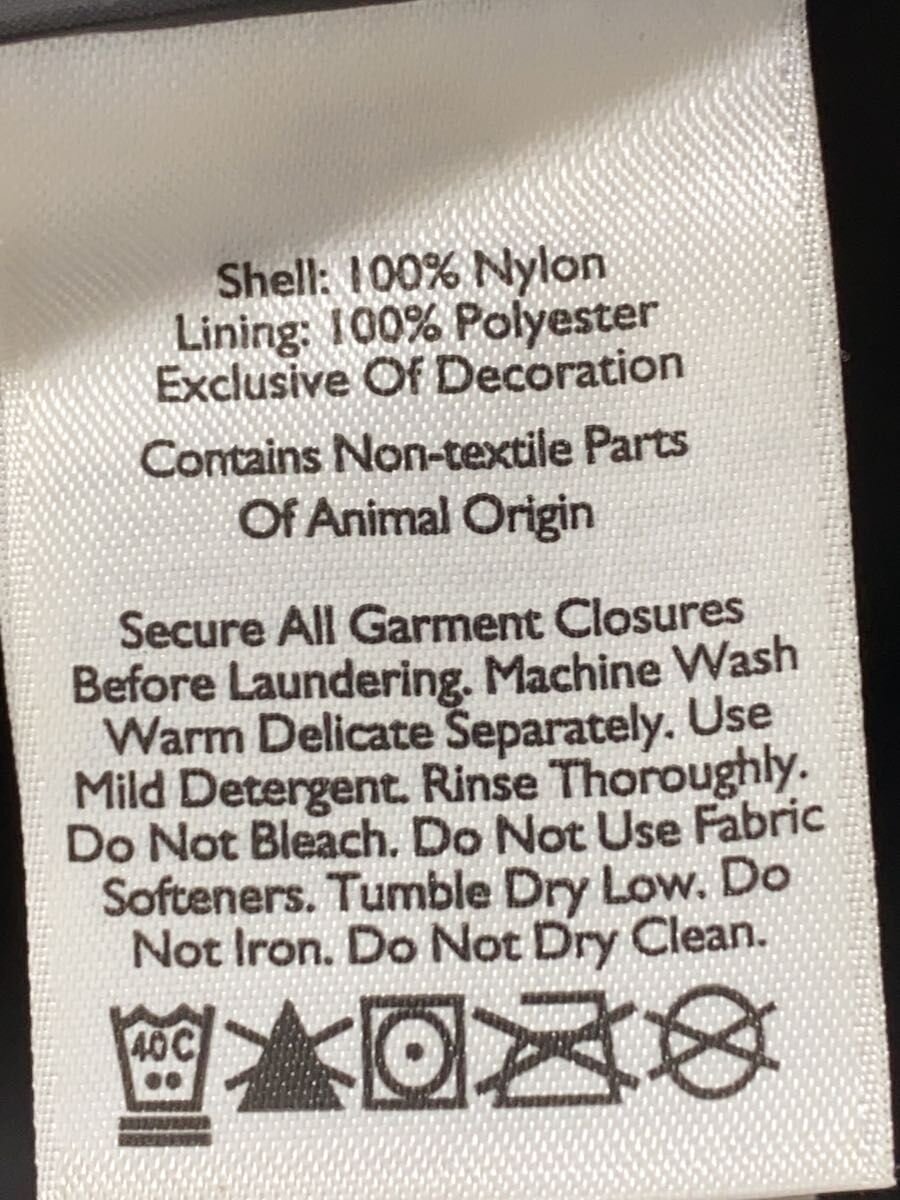 Shell: 100% Nylon
Lining: 100% Polyester
Exclusive Of Decoration
Contains Non-textile Parts
Of Animal Origin
Secure All Garment Closures
Before Laundering. Machine Wash
Warm Delicate Separately. Use
Mild Detergent. Rinse Thoroughly.
Do Not Bleach. Do Not Use Fabric
Softeners. Tumble Dry Low. Do
Not Iron. Do Not Dry Clean.
40C